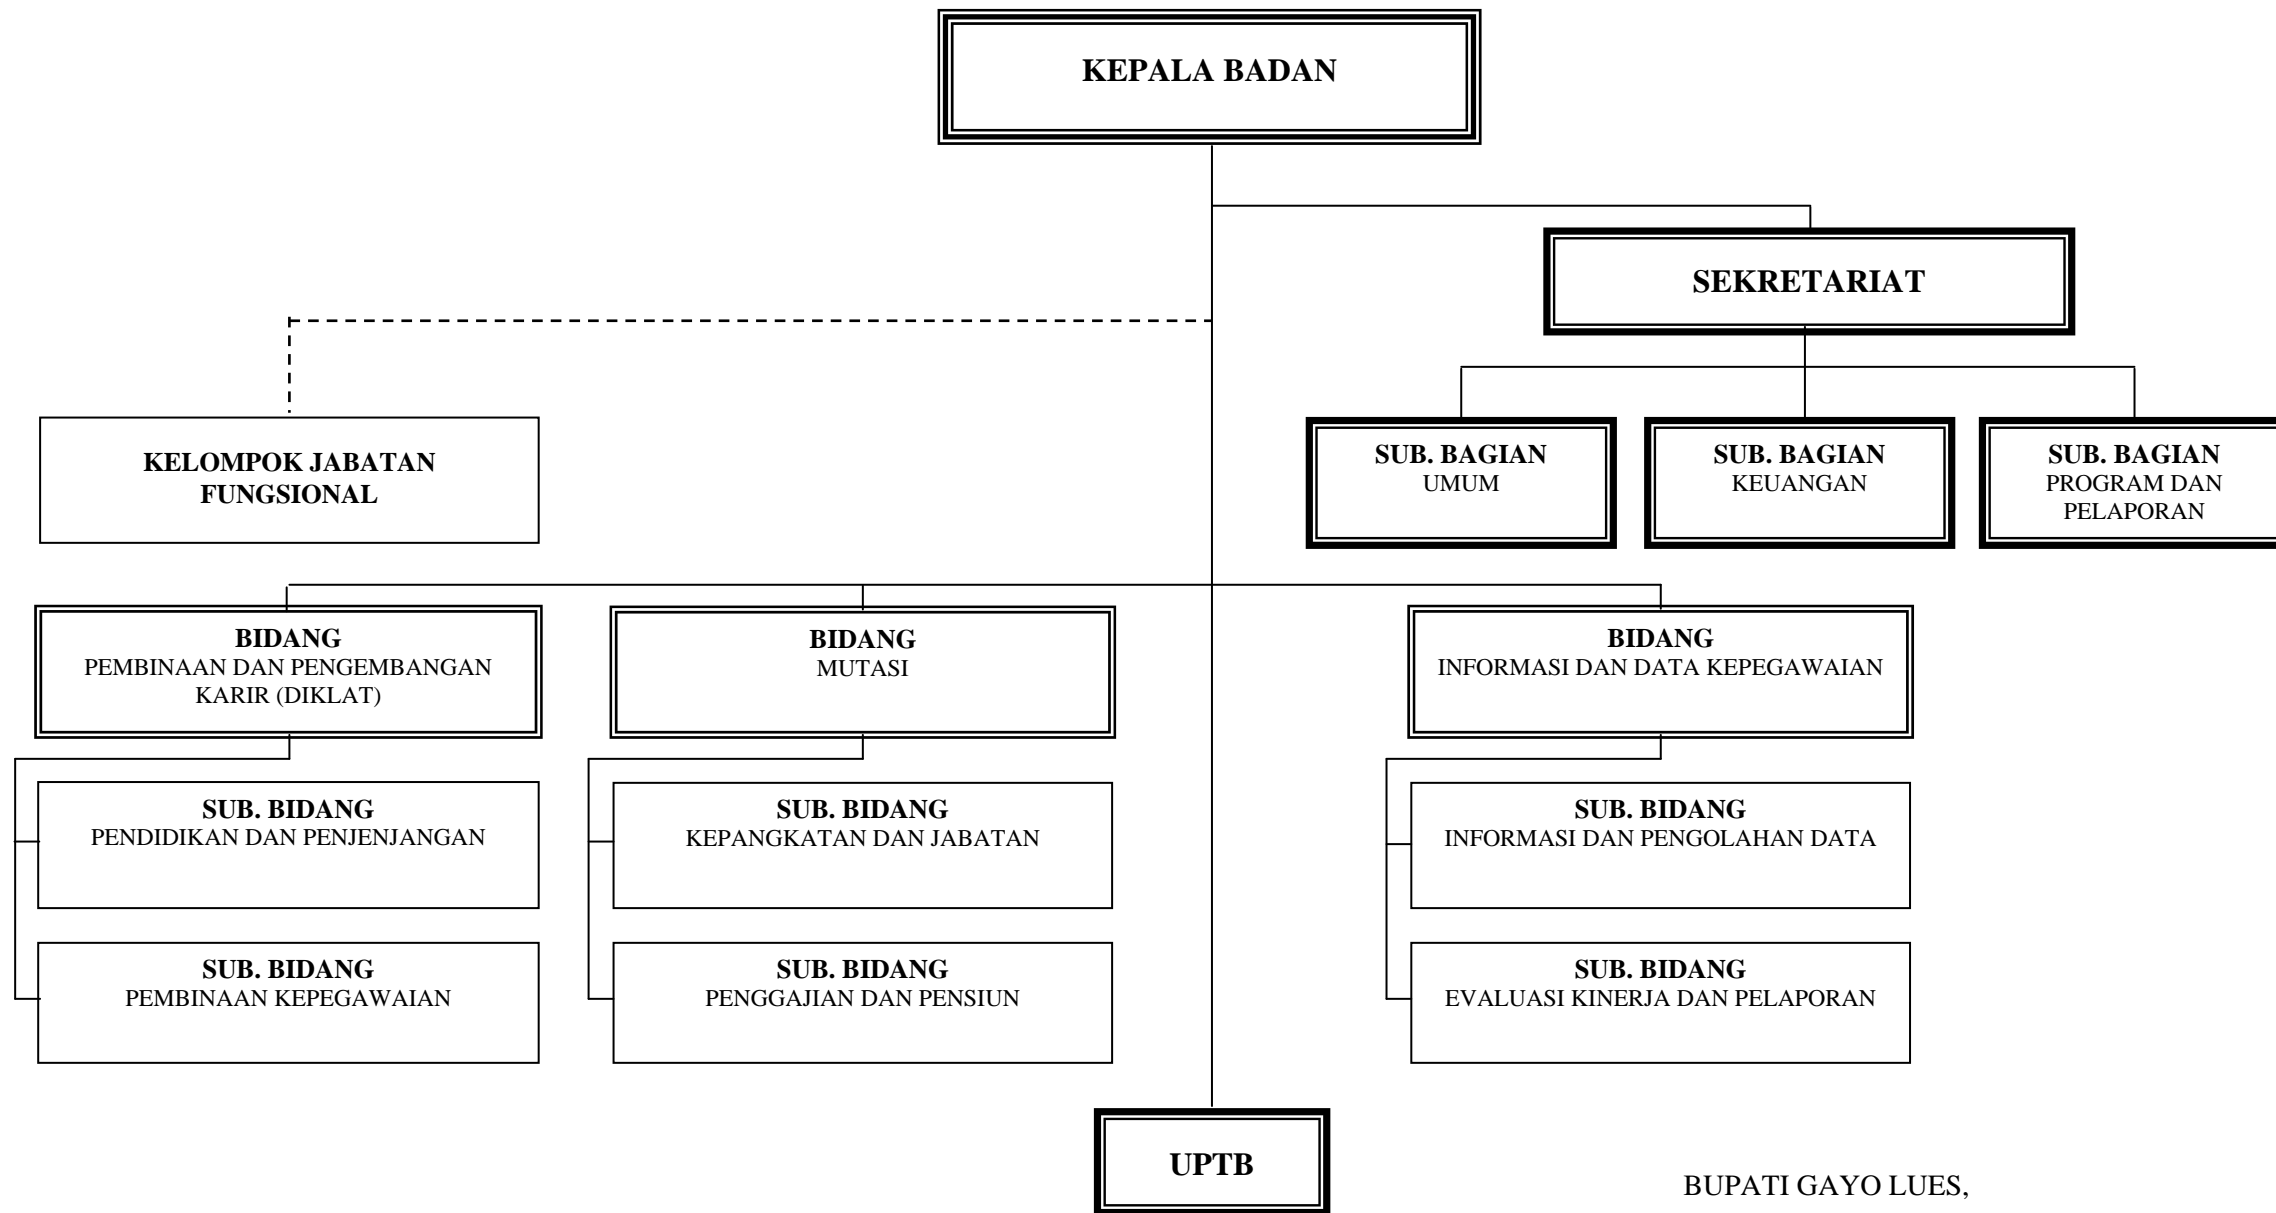 KEPALA BADAN
SEKRETARIAT
KELOMPOK JABATAN
FUNGSIONAL
SUB. BAGIAN
UMUM
SUB. BAGIAN
KEUANGAN
SUB. BAGIAN
PROGRAM DAN
PELAPORAN
BIDANG
PEMBINAAN DAN PENGEMBANGAN
KARIR (DIKLAT)
BIDANG
MUTASI
BIDANG
INFORMASI DAN DATA KEPEGAWAIAN
SUB. BIDANG
PENDIDIKAN DAN PENJENJANGAN
SUB. BIDANG
KEPANGKATAN DAN JABATAN
SUB. BIDANG
INFORMASI DAN PENGOLAHAN DATA
SUB. BIDANG
PEMBINAAN KEPEGAWAIAN
SUB. BIDANG
PENGGAJIAN DAN PENSIUN
SUB. BIDANG
EVALUASI KINERJA DAN PELAPORAN
UPTB
BUPATI GAYO LUES,